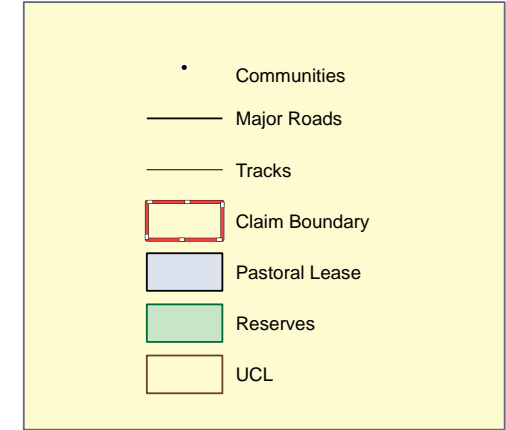 Communities
Major Roads
Tracks
Claim Boundary
Pastoral Lease
Reserves
UCL